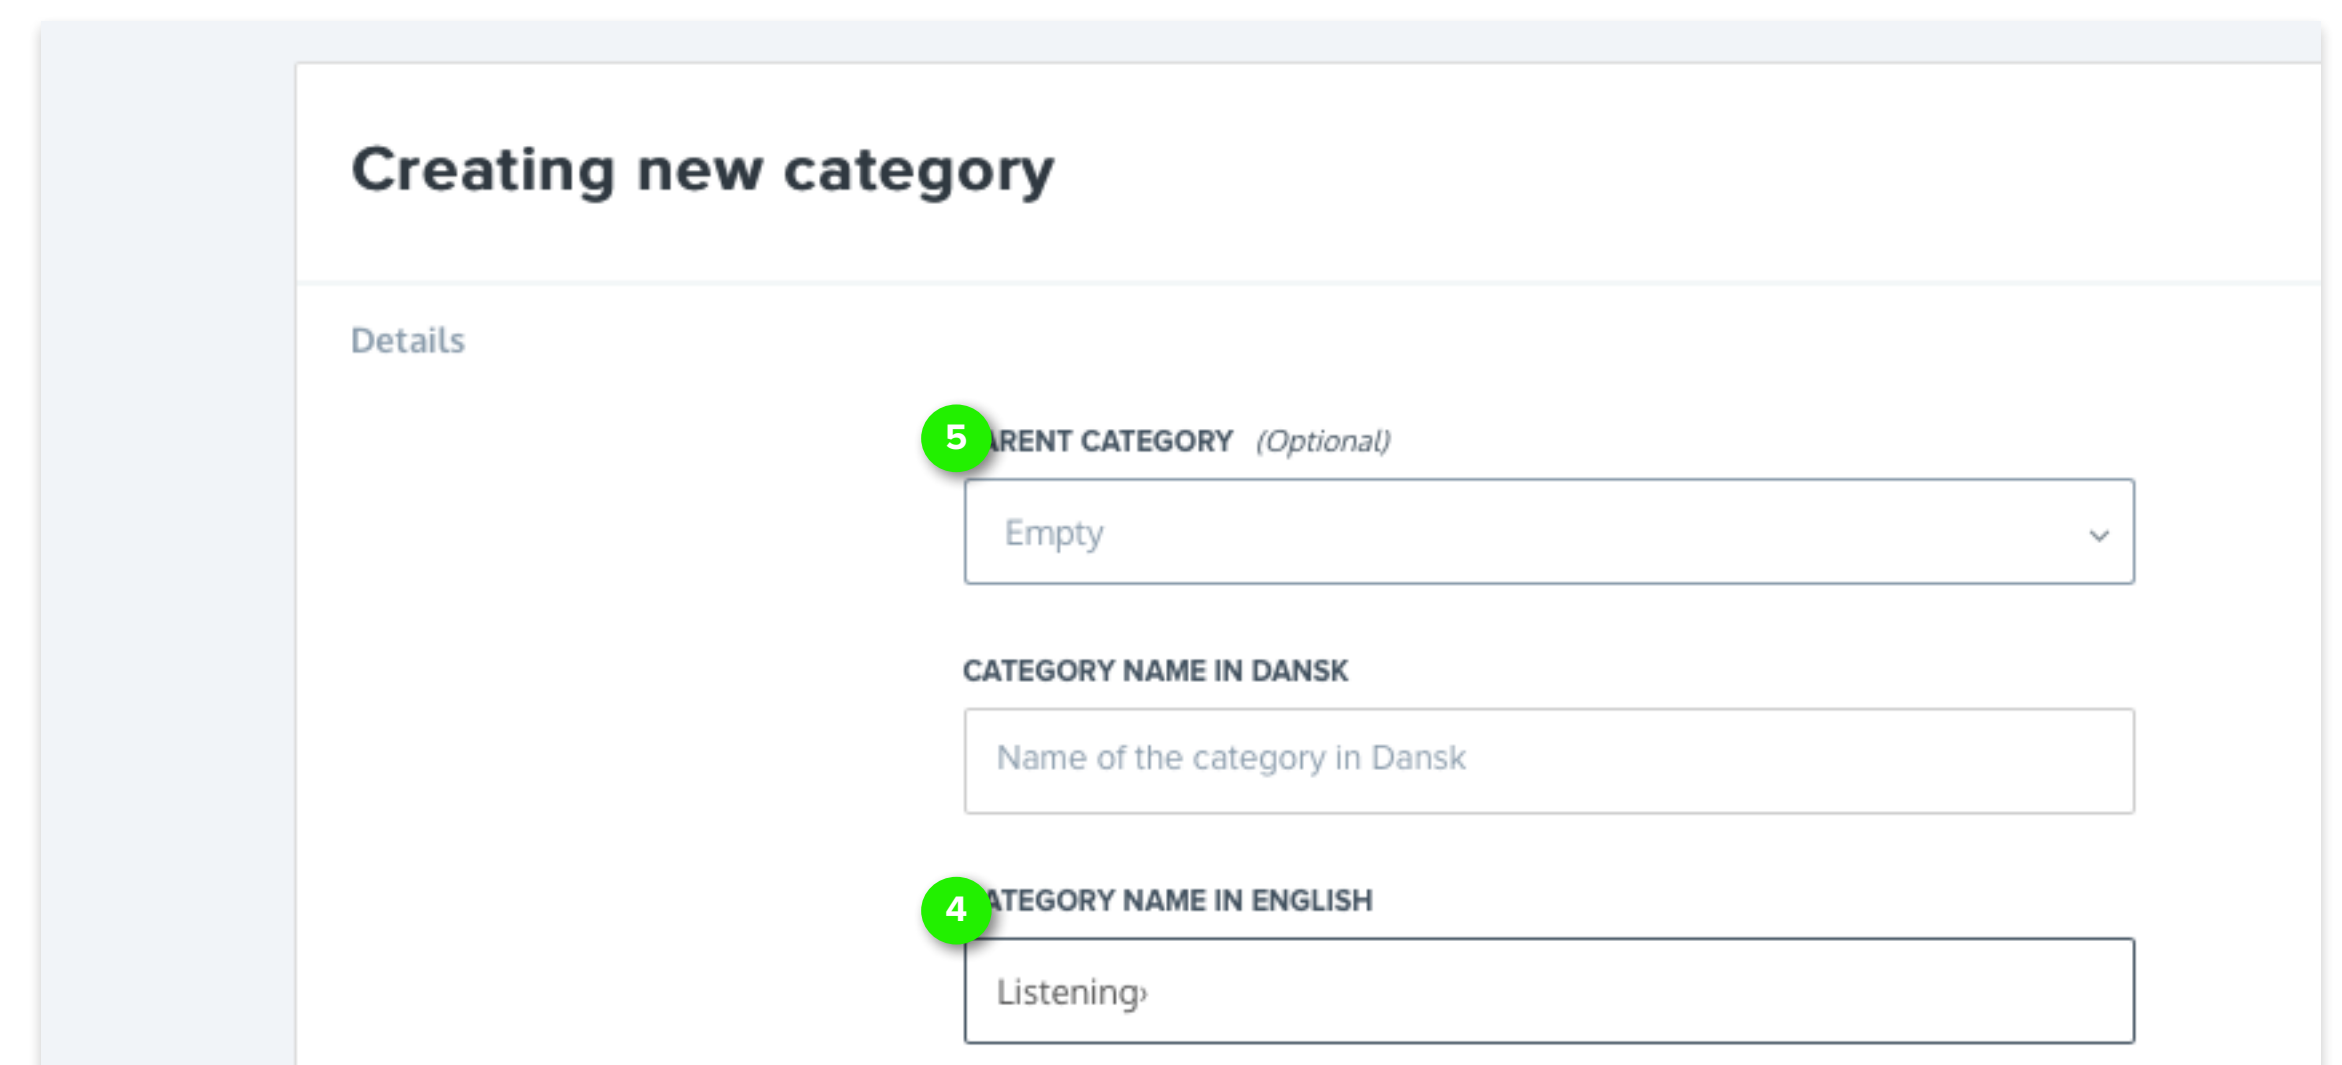 Creating new category
Details
5 ARENT CATEGORY (Optional)
Empty
CATEGORY NAME IN DANSK
Name of the category in Dansk
4 ATEGORY NAME IN ENGLISH
Listening›